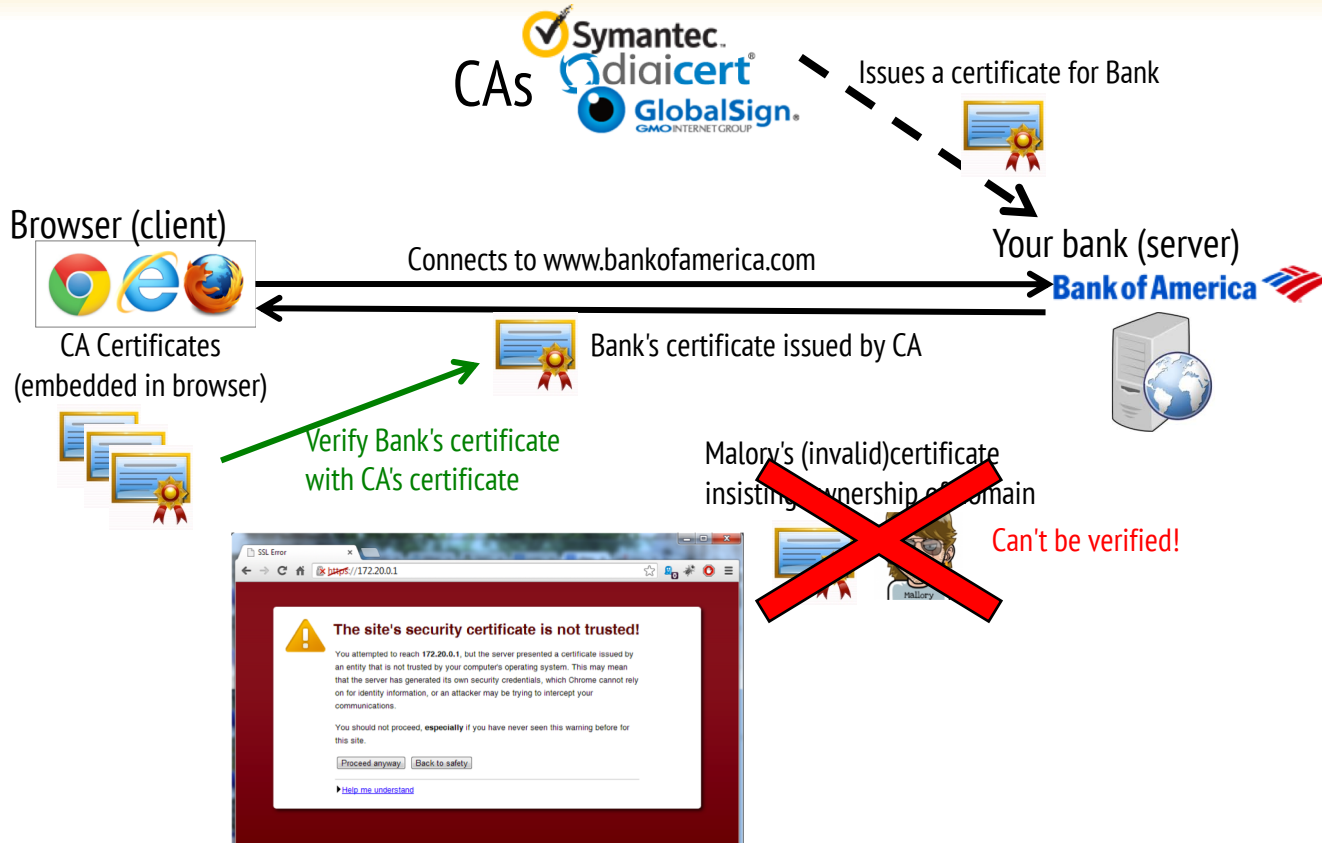 Symantec™
CAs
digicert®
GlobalSign®
GMO INTERNET GROUP
Issues a certificate for Bank
Browser (client)
Connects to www.bankofamerica.com
Your bank (server)
Bank of America
CA Certificates
(embedded in browser)
Bank's certificate issued by CA
Verify Bank's certificate
with CA's certificate
Malory's (invalid)certificate
insisting ownership of domain
Can't be verified!
Mallory
SSL Error
https://172.20.0.1
The site's security certificate is not trusted!
You attempted to reach 172.20.0.1, but the server presented a certificate issued by
an entity that is not trusted by your computer's operating system. This may mean
that the server has generated its own security credentials, which Chrome cannot rely
on for identity information, or an attacker may be trying to intercept your
communications.
You should not proceed, especially if you have never seen this warning before for
this site.
Proceed anyway Back to safety
Help me understand